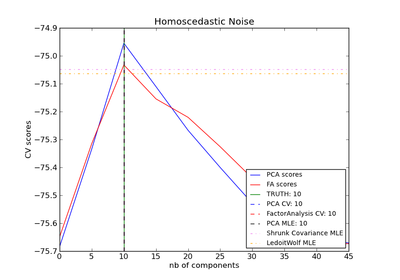 Homoscedastic Noise
−74.9
−75.0
−75.1
−75.2
−75.3
−75.4
−75.5
−75.6
−75.7
CV scores
0 5 10 15 20 25 30 35 40 45
nb of components
PCA scores
FA scores
TRUTH: 10
PCA CV: 10
FactorAnalysis CV: 10
PCA MLE: 10
Shrunk Covariance MLE
LedoitWolf MLE